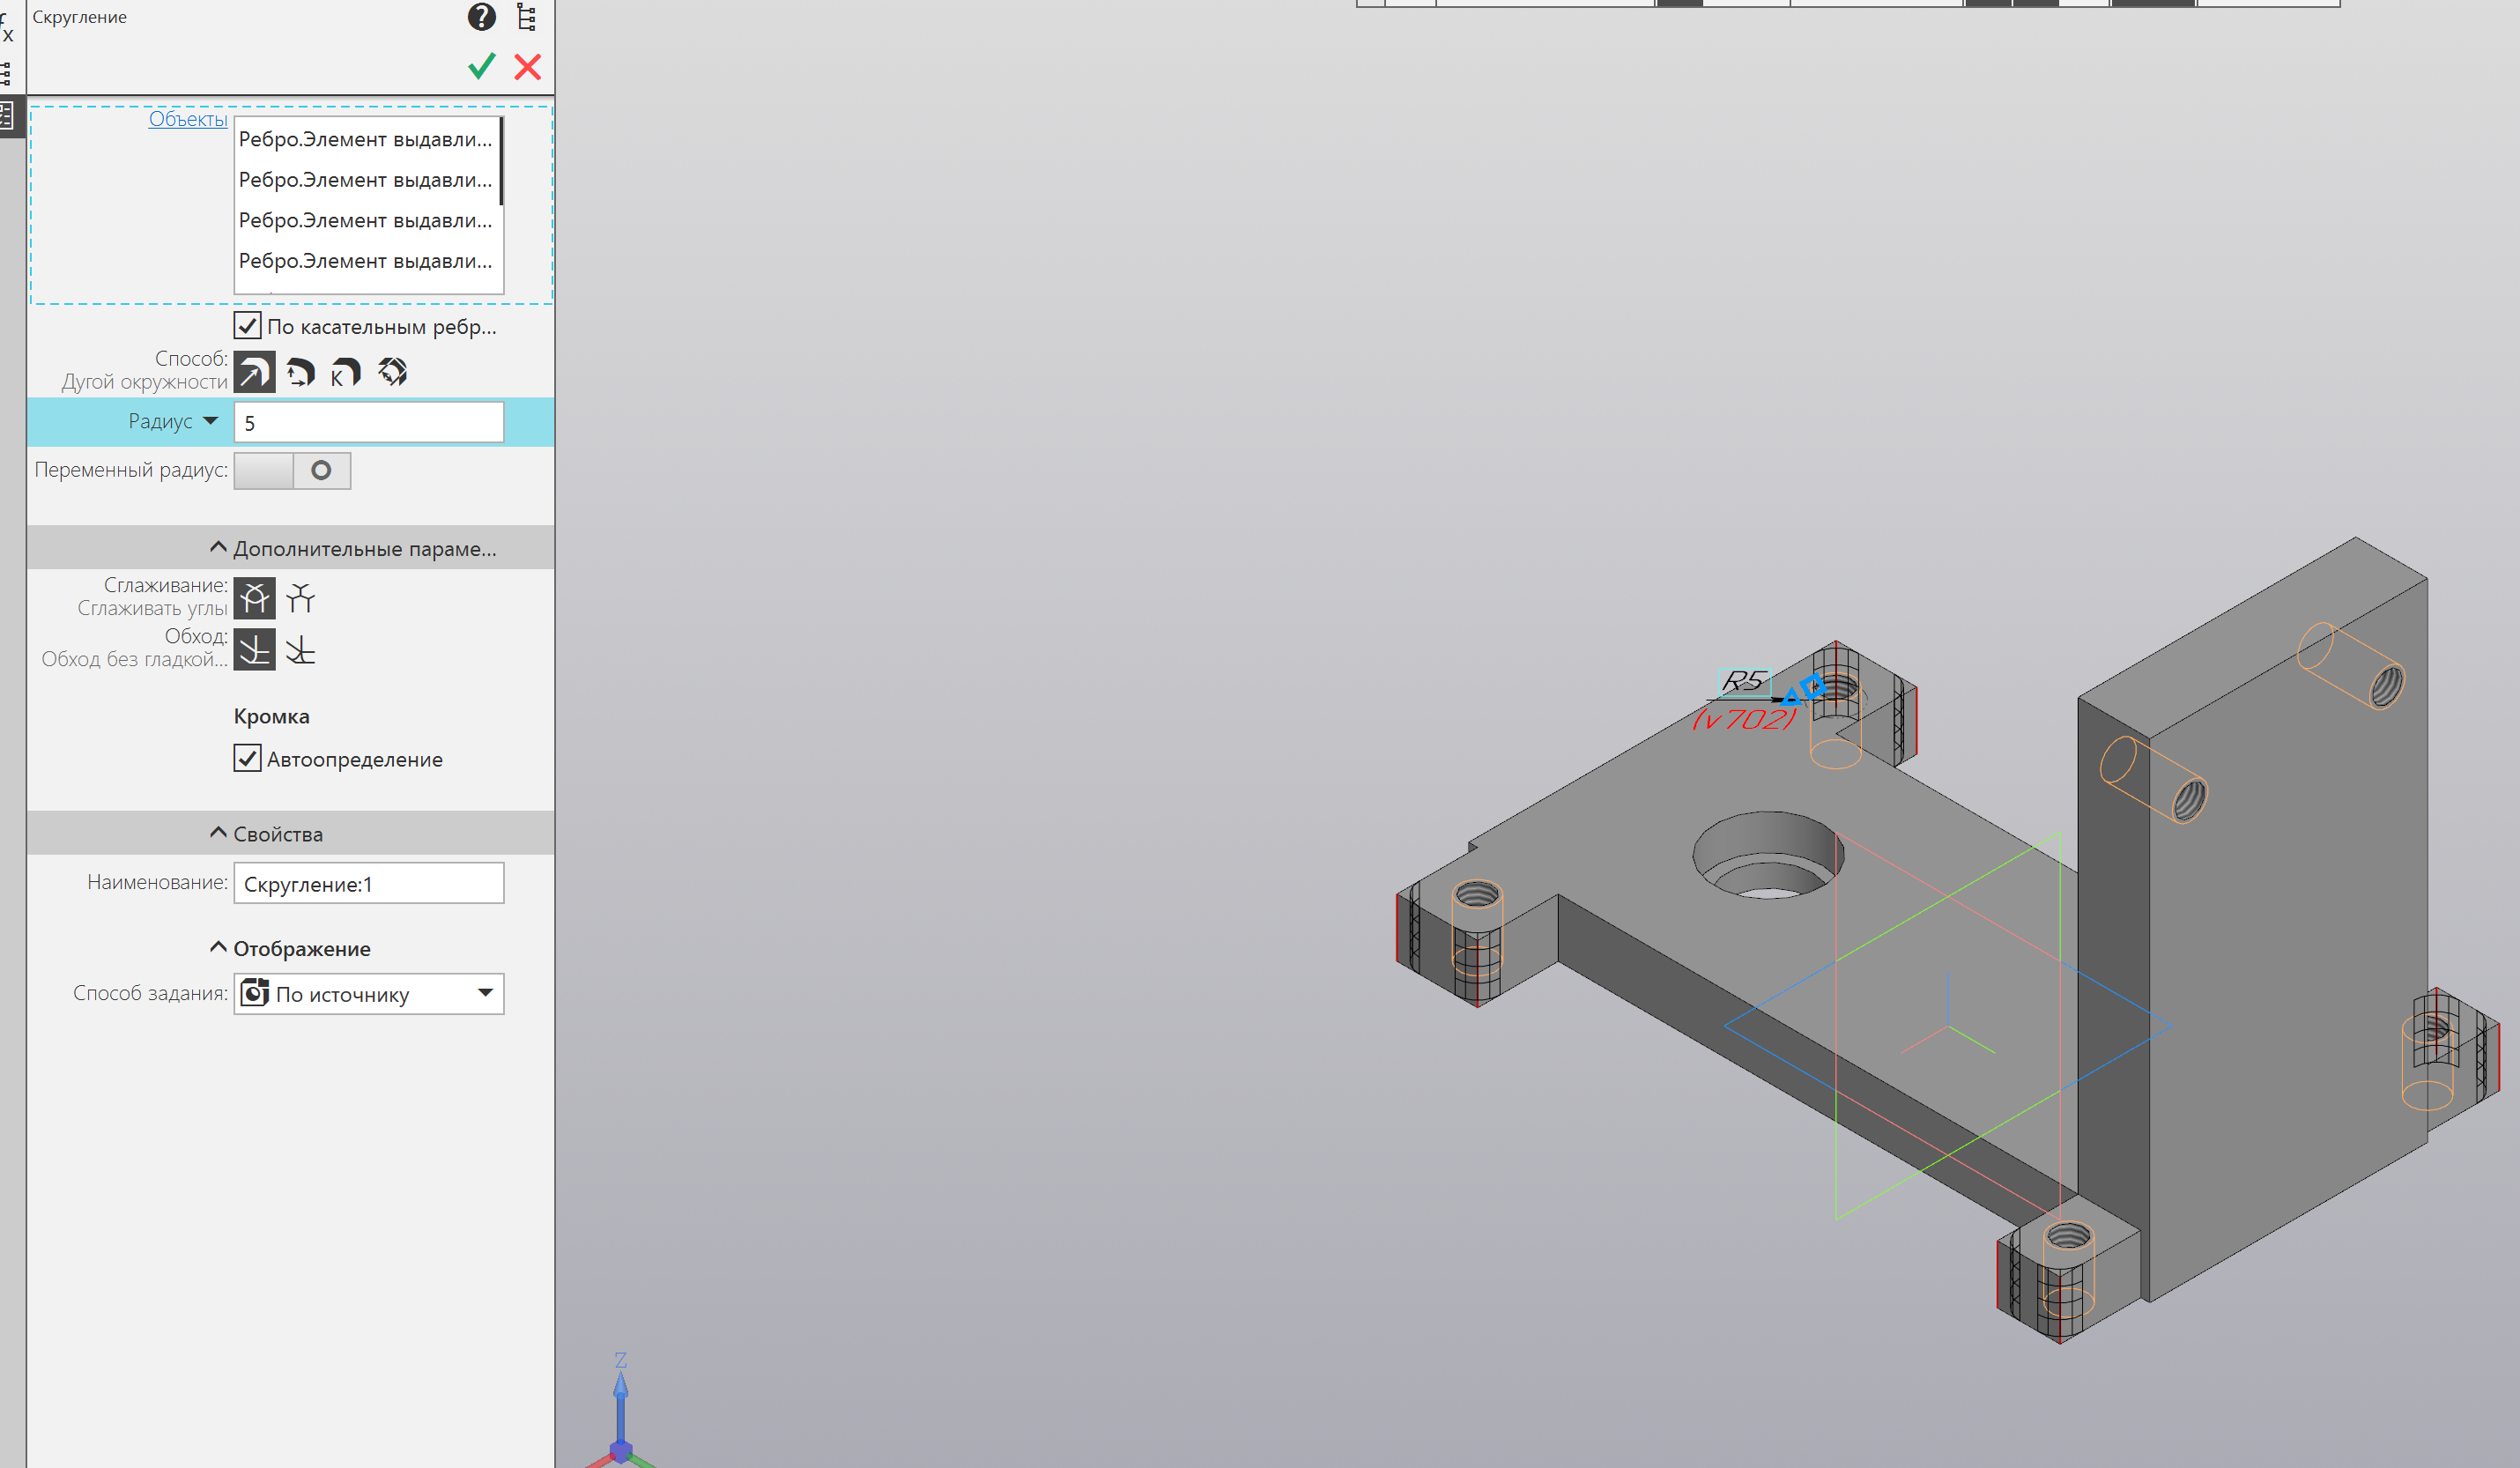 Скругление
Объекты
Ребро.Элемент выдавли...
Ребро.Элемент выдавли...
Ребро.Элемент выдавли...
Ребро.Элемент выдавли...
По касательным ребр...
Способ:
Дугой окружности
Радиус
5
Переменный радиус:
Дополнительные параме...
Сглаживание:
Сглаживать углы
Обход:
Обход без гладкой...
Кромка
Автоопределение
Свойства
Наименование:
Скругление:1
Отображение
Способ задания:
По источнику
R5
(v702)
Z